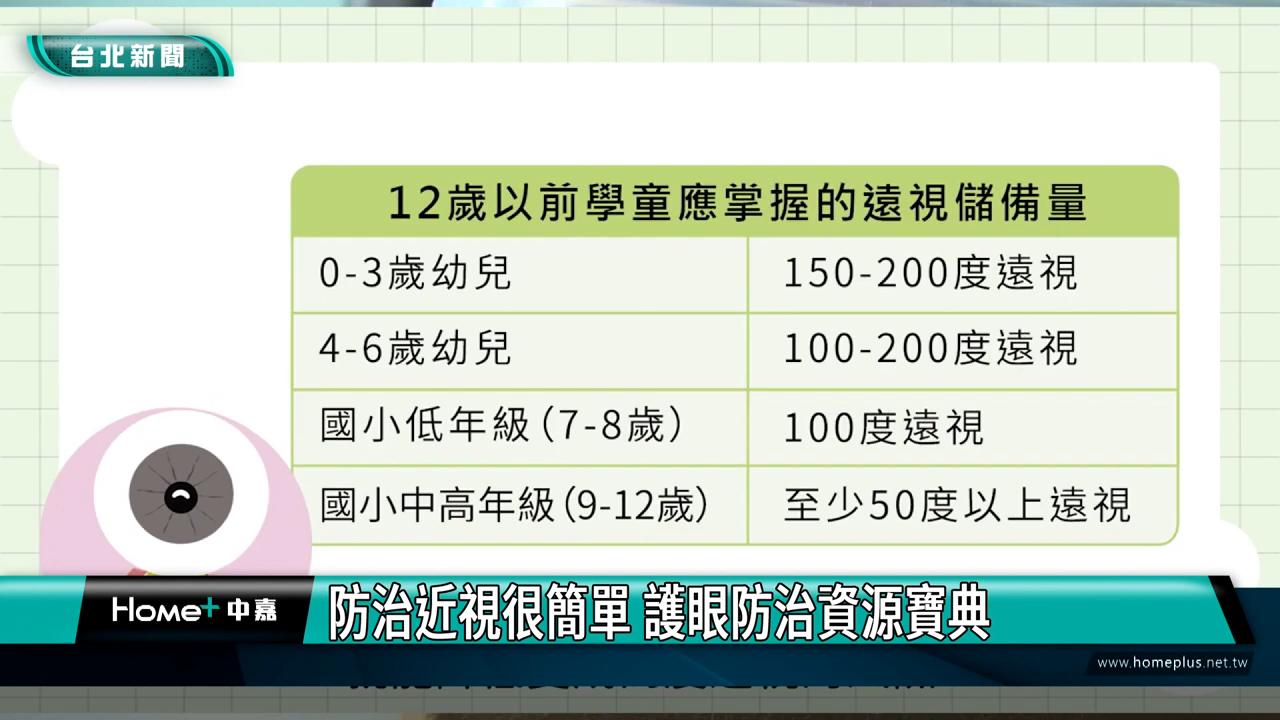 台北新聞
12歲以前學童應掌握的遠視儲備量
0-3歲幼兒 150-200度遠視
4-6歲幼兒 100-200度遠視
國小低年級(7-8歲) 100度遠視
國小中高年級(9-12歲) 至少50度以上遠視
Home+中嘉 防治近視很簡單 護眼防治資源寶典
www.homeplus.net.tw